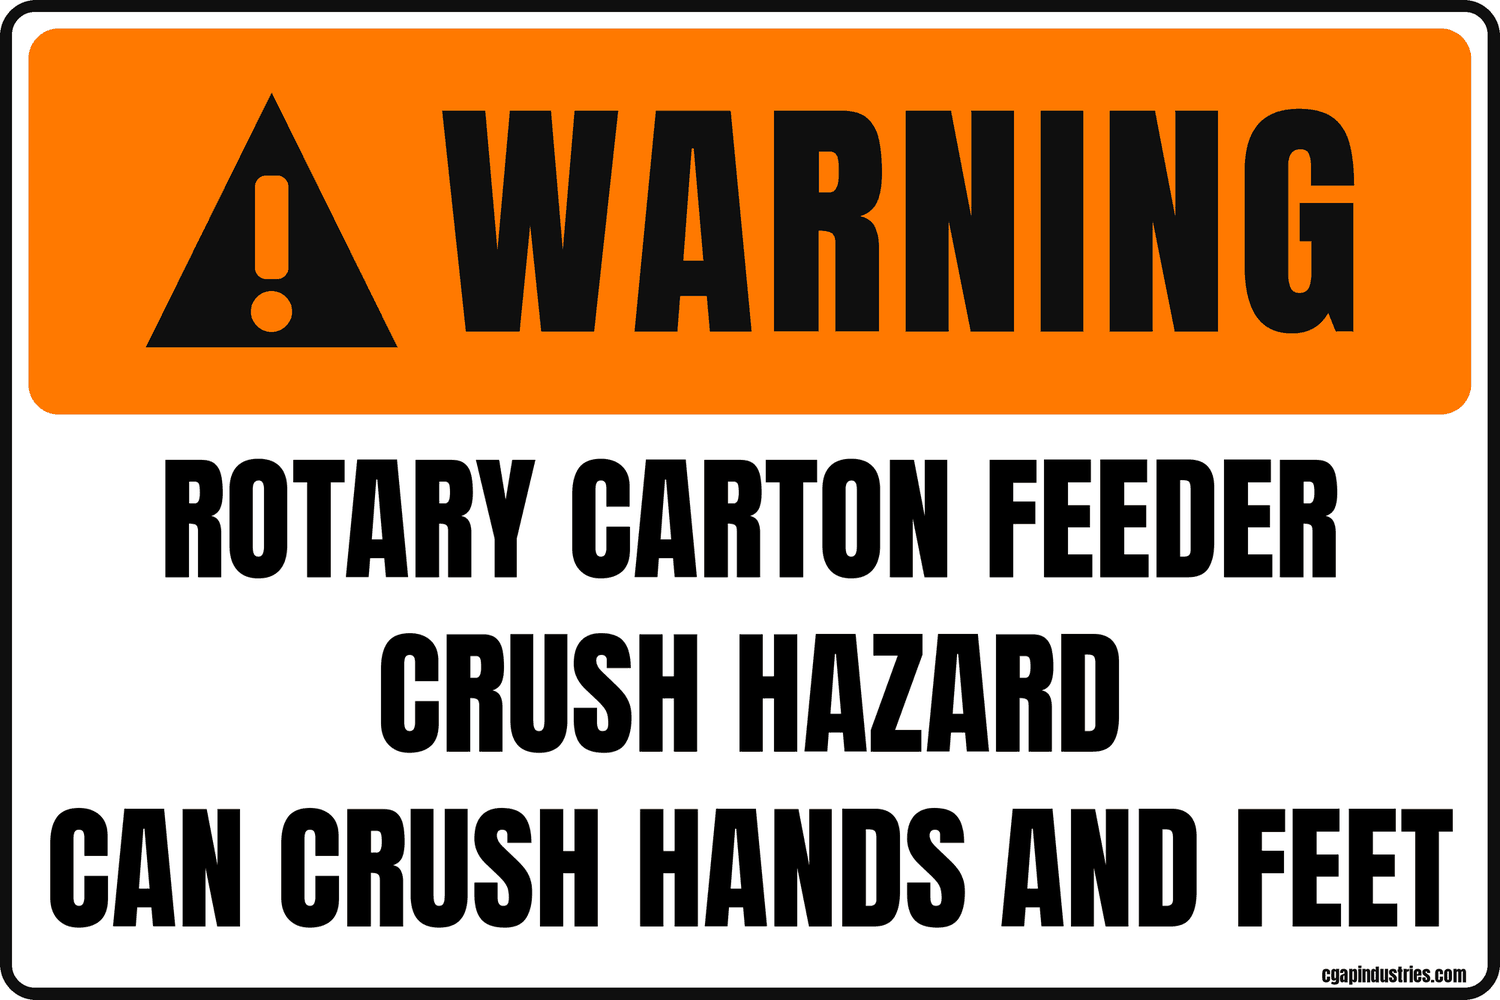 WARNING
ROTARY CARTON FEEDER
CRUSH HAZARD
CAN CRUSH HANDS AND FEET
cgapindustries.com